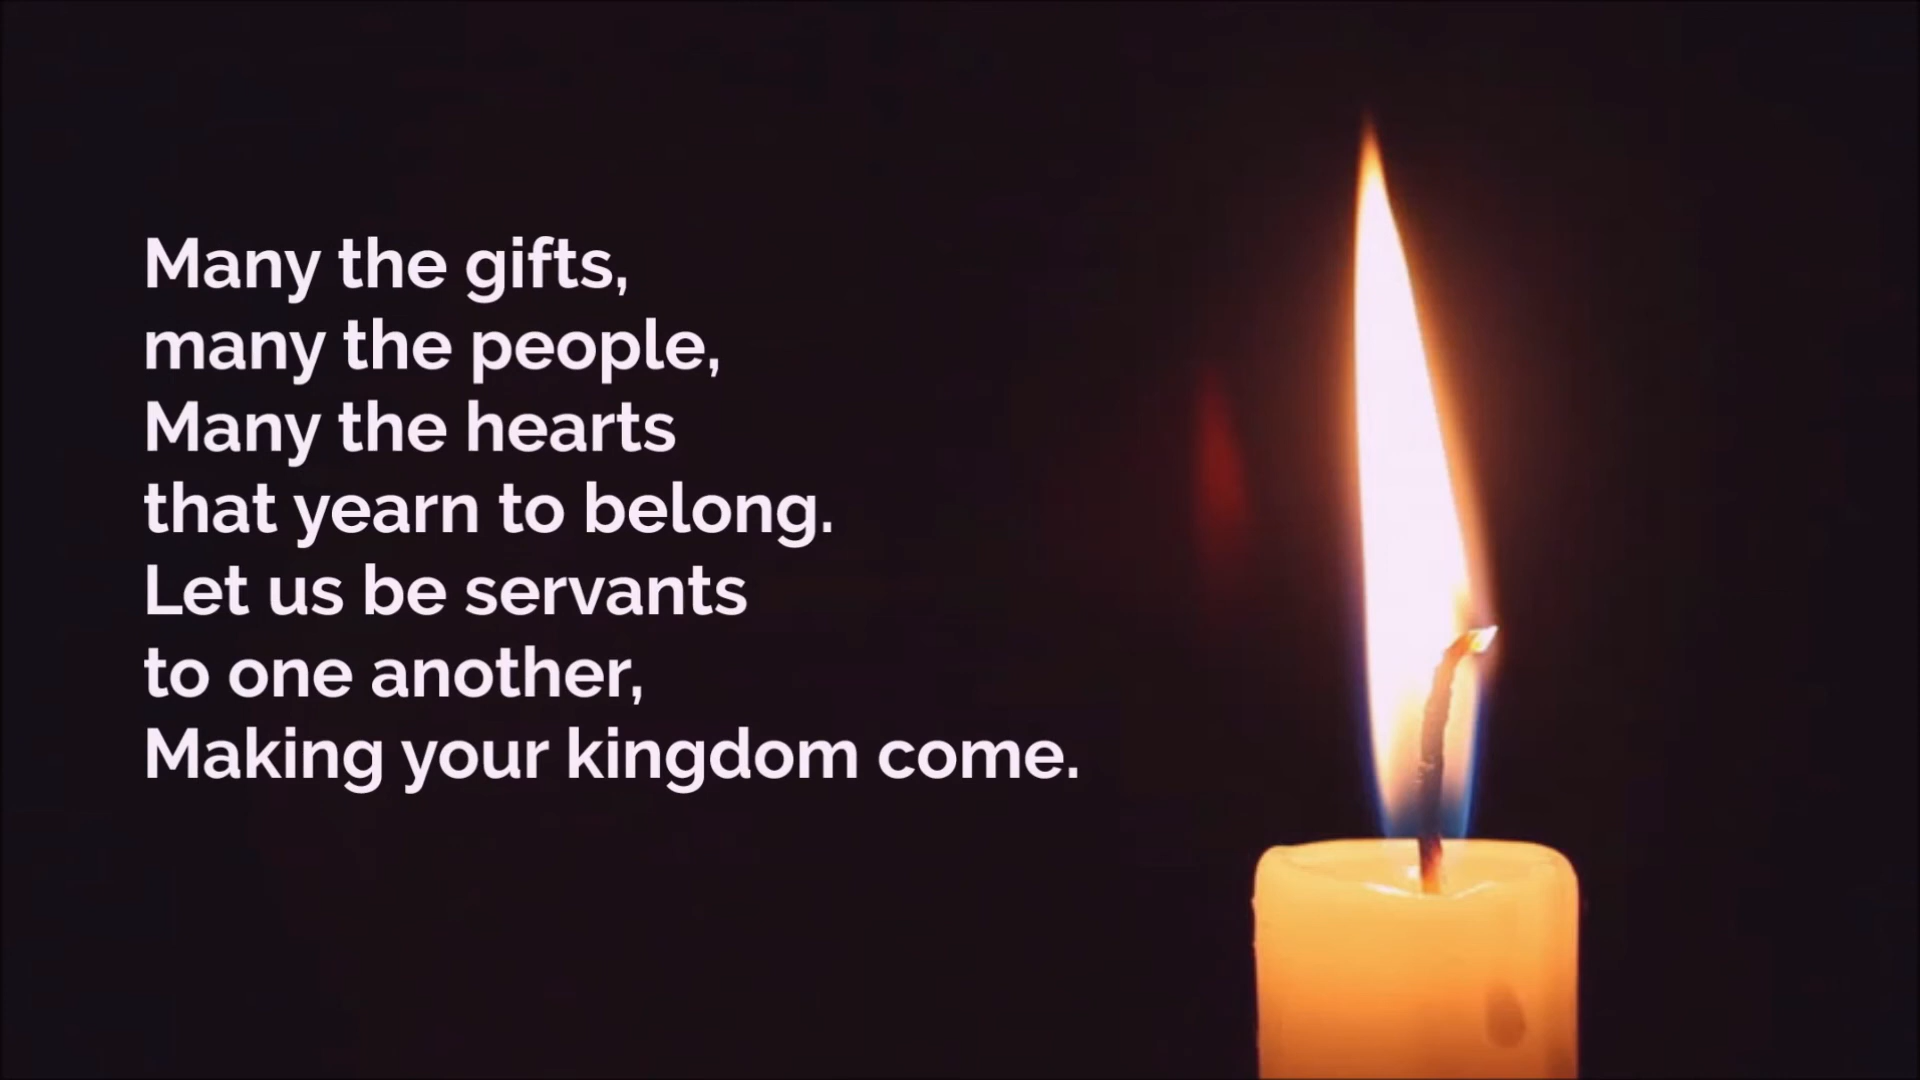 Many the gifts,
many the people,
Many the hearts
that yearn to belong.
Let us be servants
to one another,
Making your kingdom come.